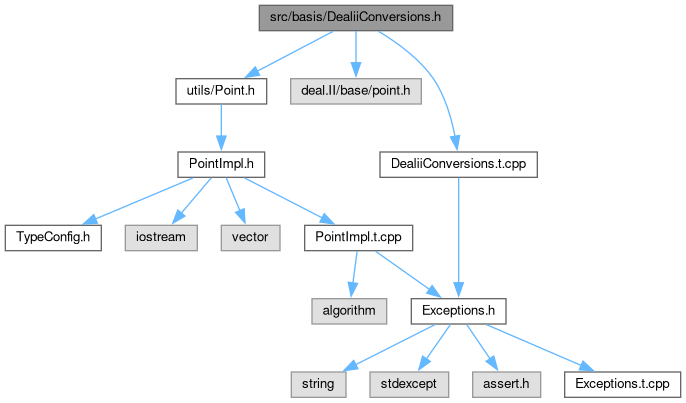 src/basis/DealiiConversions.h
utils/Point.h
deal.II/base/point.h
PointImpl.h
DealiiConversions.t.cpp
TypeConfig.h
iostream
vector
PointImpl.t.cpp
algorithm
Exceptions.h
string
stdexcept
assert.h
Exceptions.t.cpp